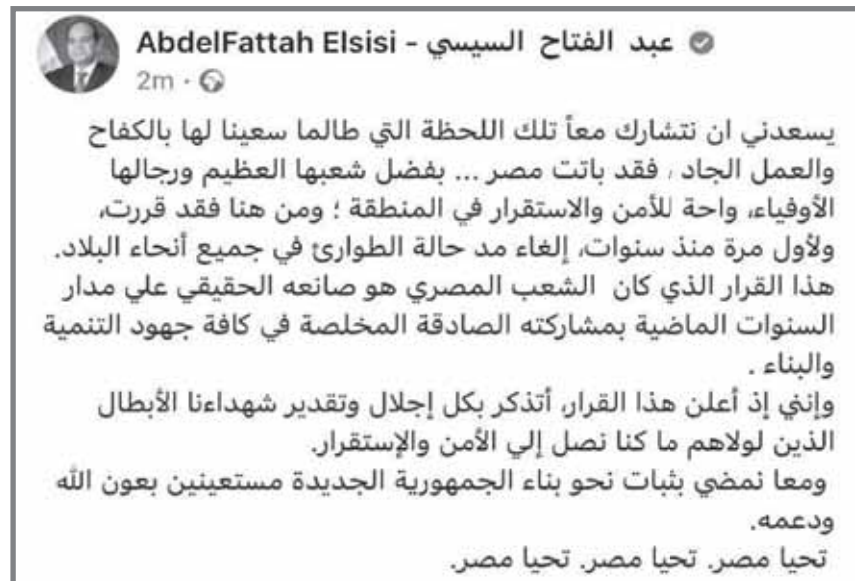 AbdelFattah Elsisi - عبد الفتاح السيسي
2m ·
يسعدني ان نتشارك معاً تلك اللحظة التي طالما سعينا لها بالكفاح
والعمل الجاد ، فقد باتت مصر ... بفضل شعبها العظيم ورجالها
الأوفياء، واحة للأمن والاستقرار في المنطقة ؛ ومن هنا فقد قررت،
ولأول مرة منذ سنوات، إلغاء مد حالة الطوارئ في جميع أنحاء البلاد.
هذا القرار الذي كان الشعب المصري هو صانعه الحقيقي علي مدار
السنوات الماضية بمشاركته الصادقة المخلصة في كافة جهود التنمية
والبناء .
وإنني إذ أعلن هذا القرار، أتذكر بكل إجلال وتقدير شهداءنا الأبطال
الذين لولاهم ما كنا نصل إلي الأمن والإستقرار.
ومعا نمضي بثبات نحو بناء الجمهورية الجديدة مستعينين بعون الله
ودعمه.
تحيا مصر. تحيا مصر. تحيا مصر.